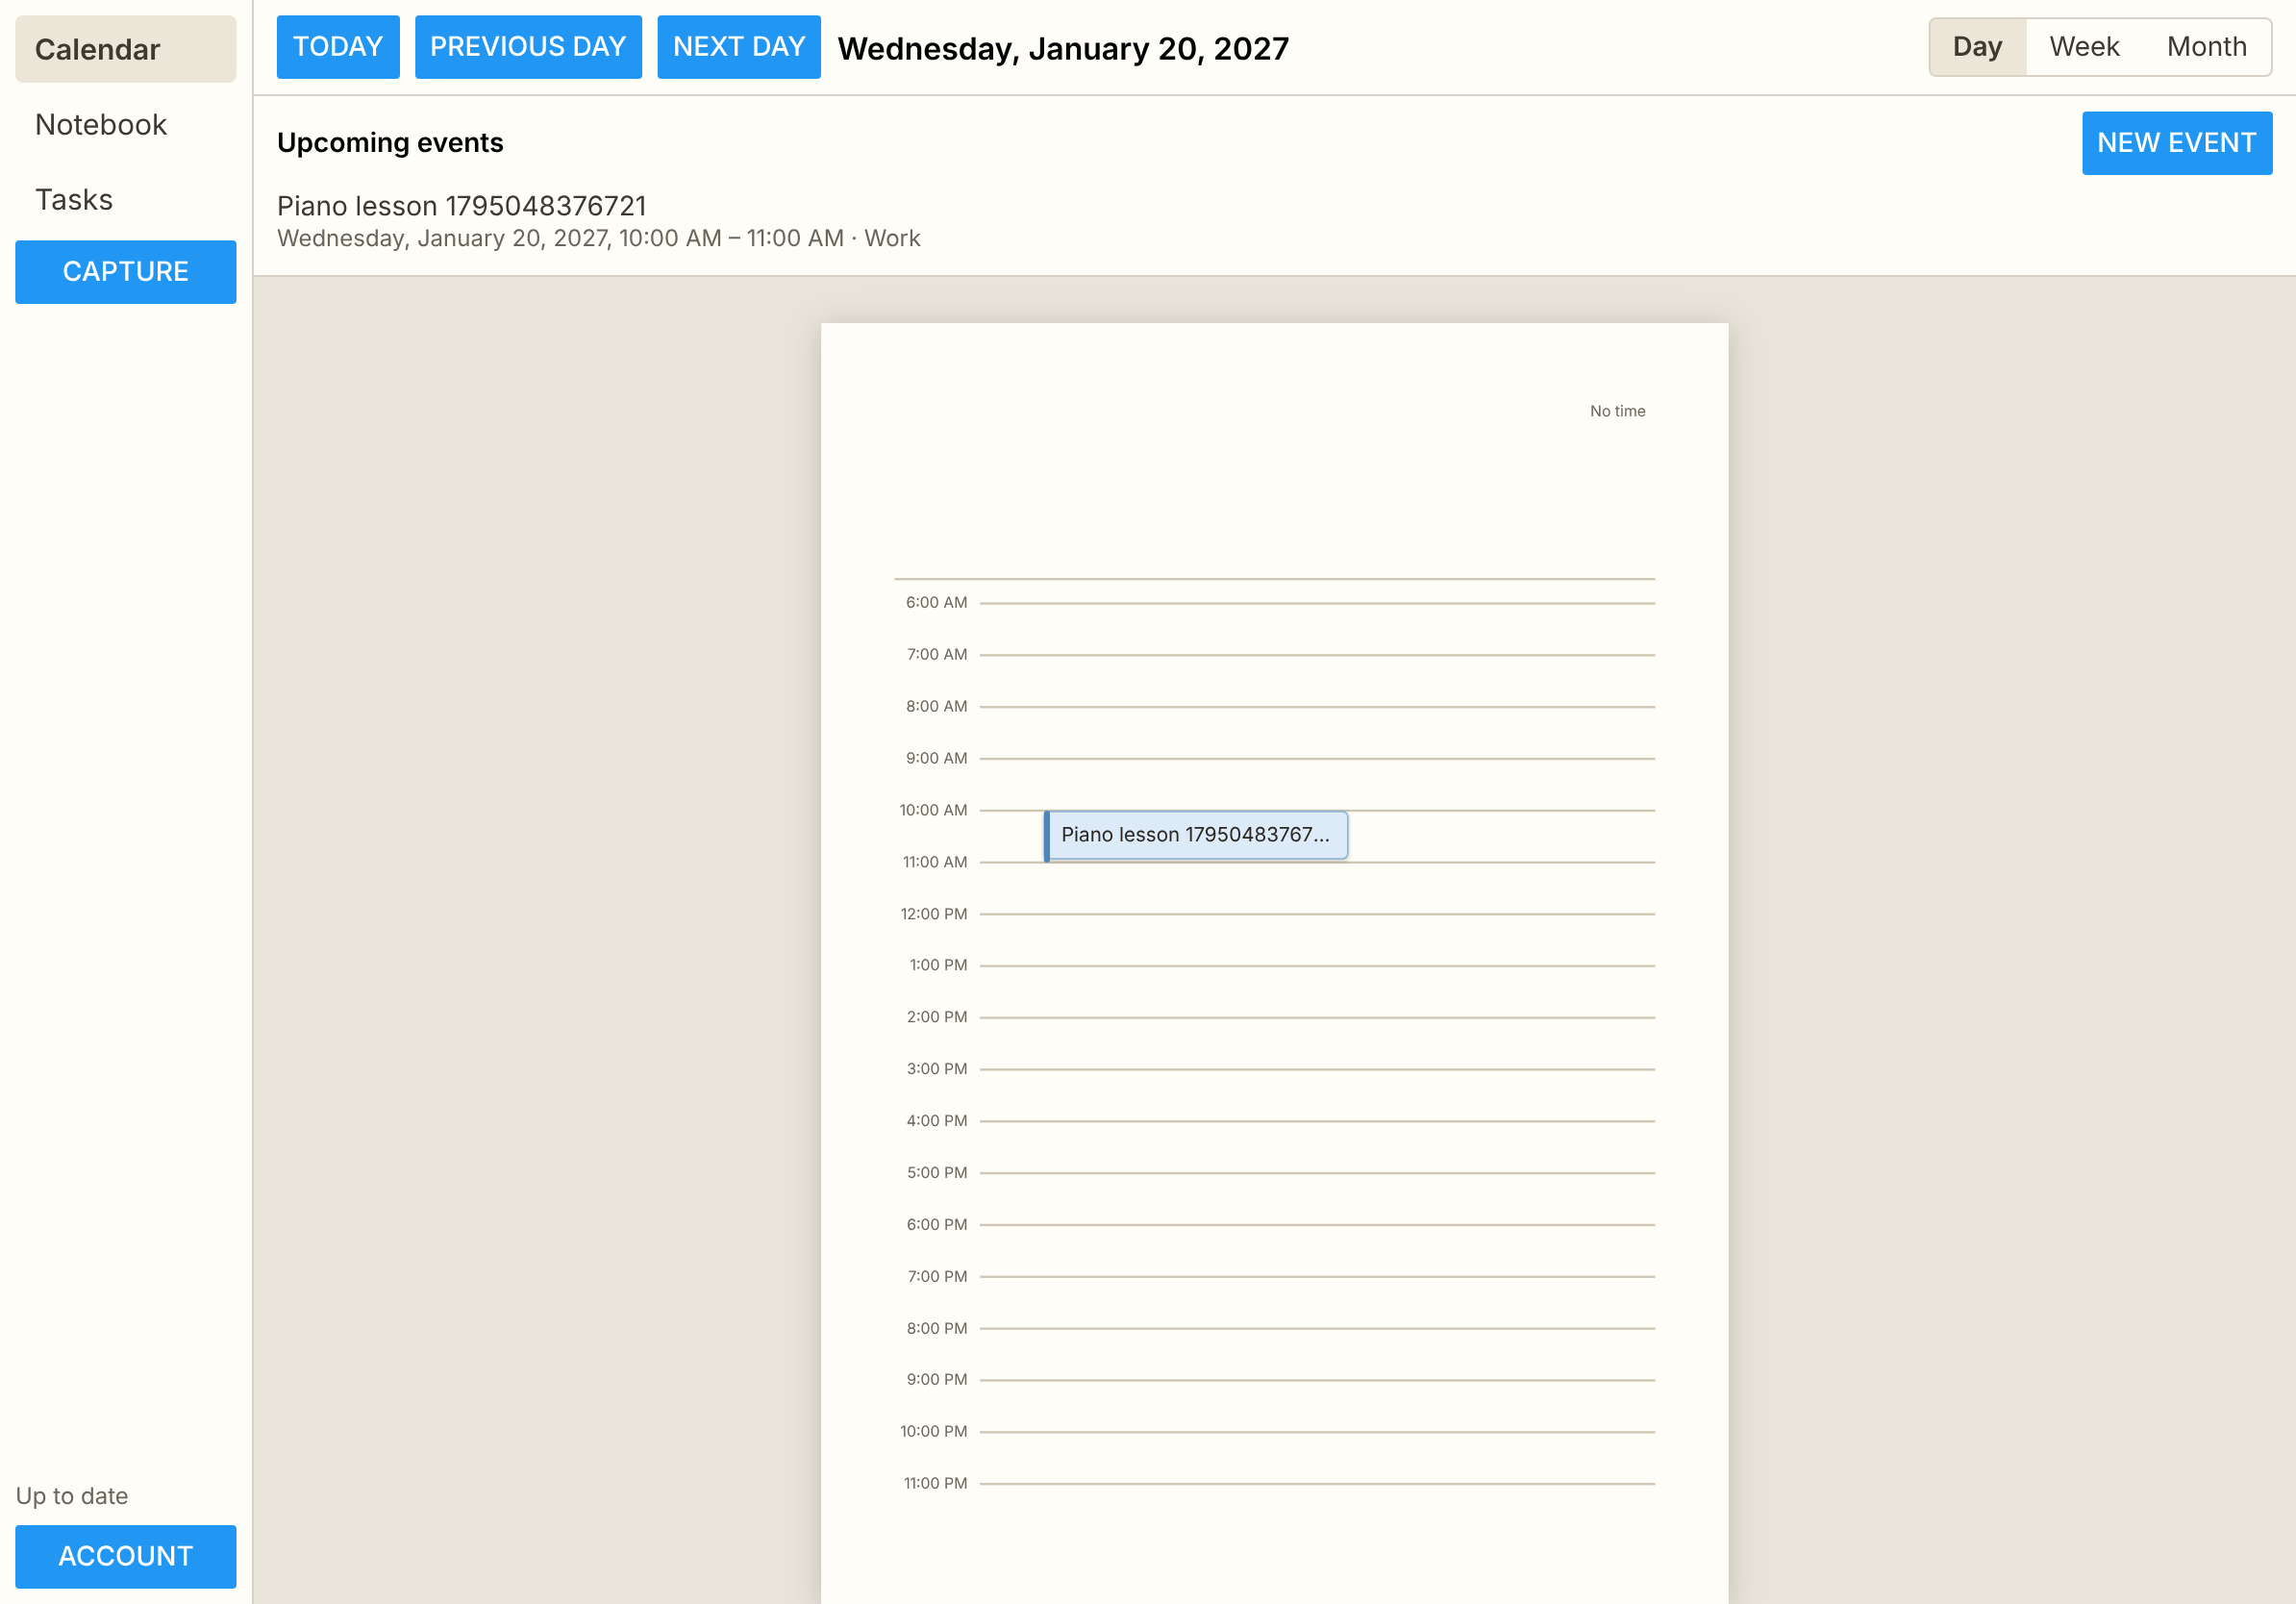 Calendar
Notebook
Tasks
CAPTURE
Up to date
ACCOUNT
TODAY PREVIOUS DAY NEXT DAY Wednesday, January 20, 2027 Day Week Month
Upcoming events NEW EVENT
Piano lesson 1795048376721
Wednesday, January 20, 2027, 10:00 AM – 11:00 AM · Work
No time
6:00 AM
7:00 AM
8:00 AM
9:00 AM
10:00 AM
Piano lesson 17950483767...
11:00 AM
12:00 PM
1:00 PM
2:00 PM
3:00 PM
4:00 PM
5:00 PM
6:00 PM
7:00 PM
8:00 PM
9:00 PM
10:00 PM
11:00 PM